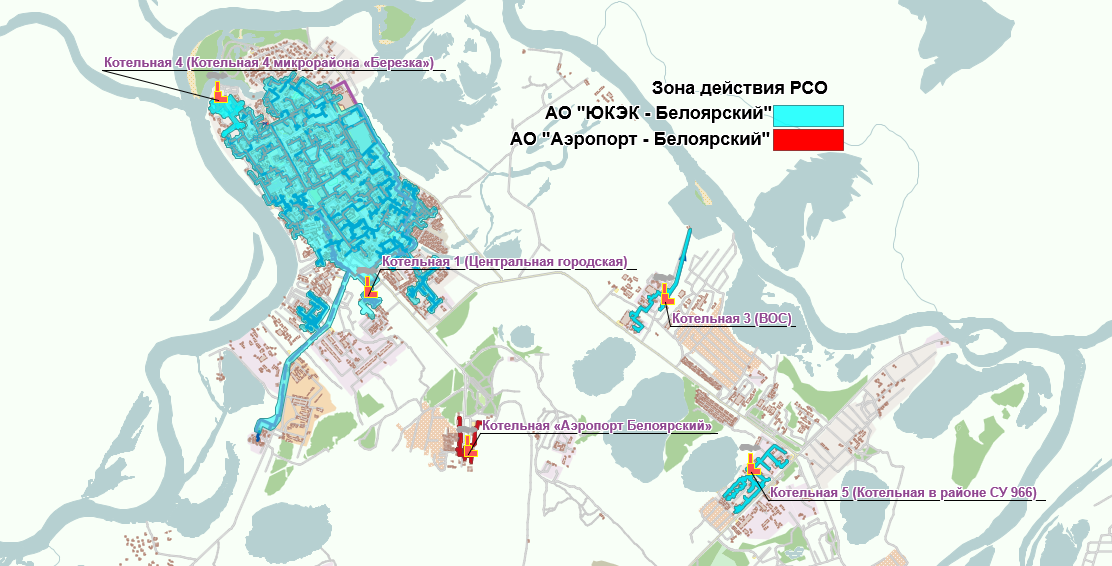 Котельная 4 (Котельная 4 микрорайона «Березка»)
Зона действия РСО
АО "ЮКЭК - Белоярский"
АО "Аэропорт - Белоярский"
Котельная 1 (Центральная городская)
Котельная 3 (ВОС)
Котельная «Аэропорт Белоярский»
Котельная 5 (Котельная в районе СУ 966)